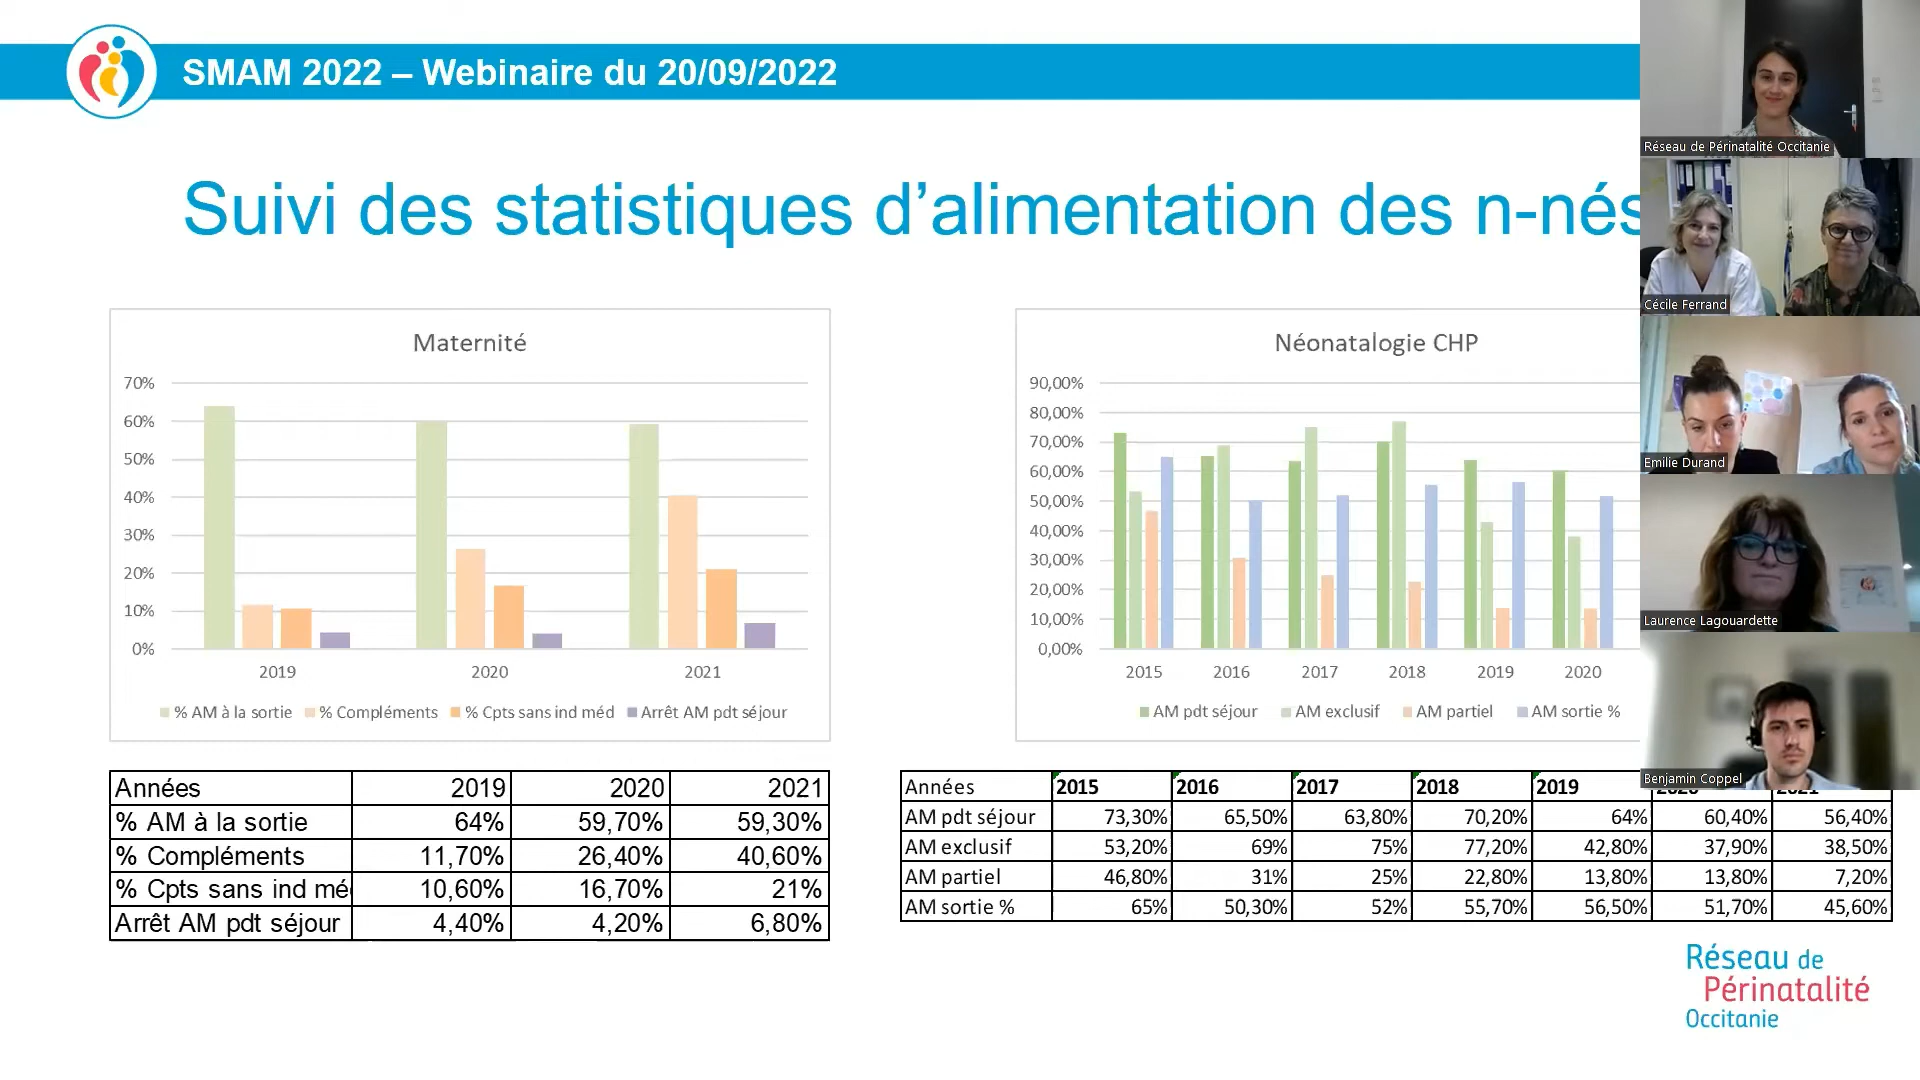 SMAM 2022 – Webinaire du 20/09/2022
Suivi des statistiques d’alimentation des n-nés
Maternité
70%
60%
50%
40%
30%
20%
10%
0%
2019 2020 2021
% AM à la sortie % Compléments % Cpts sans ind méd Arrêt AM pdt séjour
Néonatalogie CHP
90,00%
80,00%
70,00%
60,00%
50,00%
40,00%
30,00%
20,00%
10,00%
0,00%
2015 2016 2017 2018 2019 2020
AM pdt séjour AM exclusif AM partiel AM sortie %
Années 2019 2020 2021
% AM à la sortie 64% 59,70% 59,30%
% Compléments 11,70% 26,40% 40,60%
% Cpts sans ind mé 10,60% 16,70% 21%
Arrêt AM pdt séjour 4,40% 4,20% 6,80%
Années 2015 2016 2017 2018 2019
AM pdt séjour 73,30% 65,50% 63,80% 70,20% 64% 60,40% 56,40%
AM exclusif 53,20% 69% 75% 77,20% 42,80% 37,90% 38,50%
AM partiel 46,80% 31% 25% 22,80% 13,80% 13,80% 7,20%
AM sortie % 65% 50,30% 52% 55,70% 56,50% 51,70% 45,60%
Réseau de Périnatalité Occitanie
Cécile Ferrand
Emilie Durand
Laurence Lagouardette
Benjamin Coppel
Réseau de
Périnatalité
Occitanie